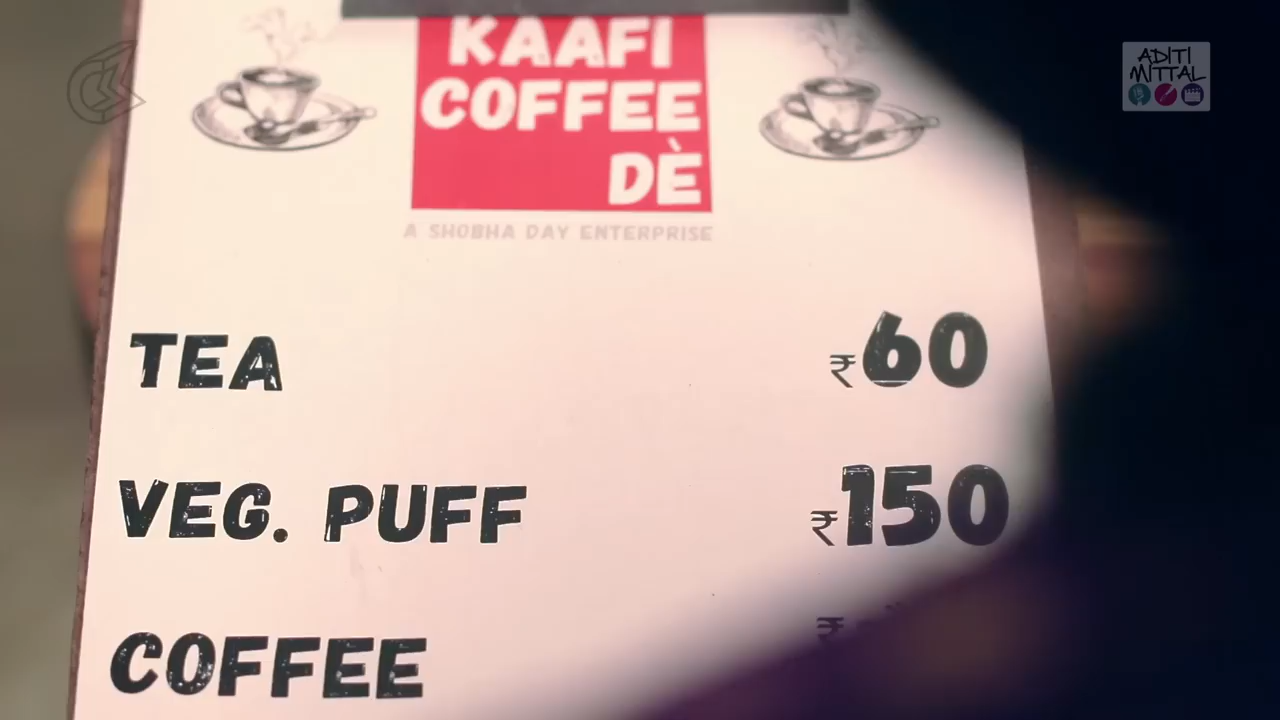 KAAFI
COFFEE
DÈ
A SHOBHA DAY ENTERPRISE
TEA ₹60
VEG. PUFF ₹150
COFFEE ₹
ADITI
MITTAL